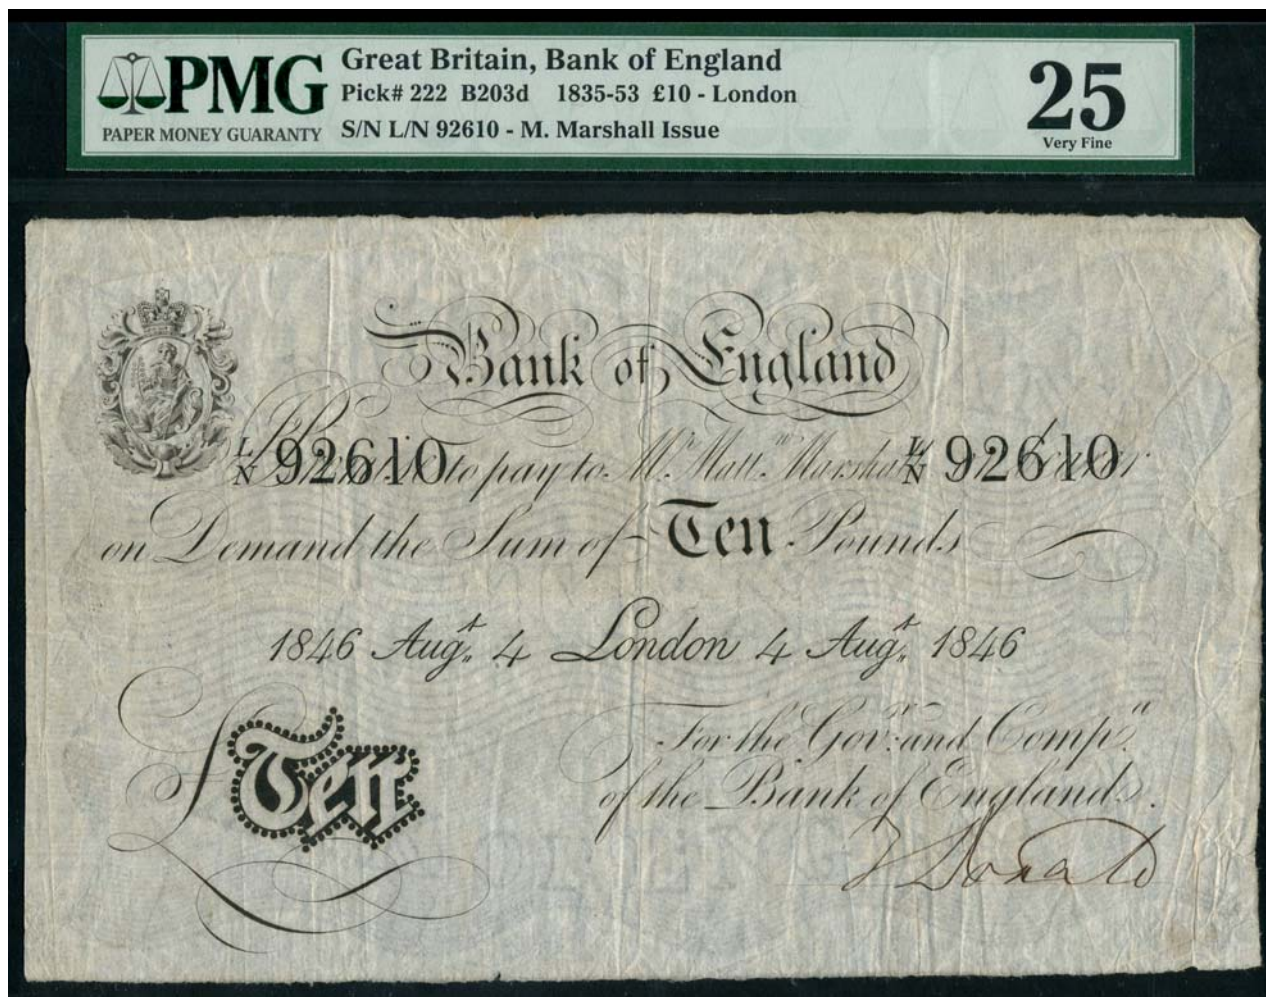 PMG
PAPER MONEY GUARANTY
Great Britain, Bank of England
Pick# 222 B203d 1835-53 £10 - London
S/N L/N 92610 - M. Marshall Issue
25
Very Fine
Bank of England
L/N 92610 to pay to Mr. Mattw. Marshall L/N 92610
on Demand the Sum of Ten Pounds
1846 Augt. 4 London 4 Augt. 1846
£Ten
For the Govr. and Compa.
of the Bank of England.
J Donald